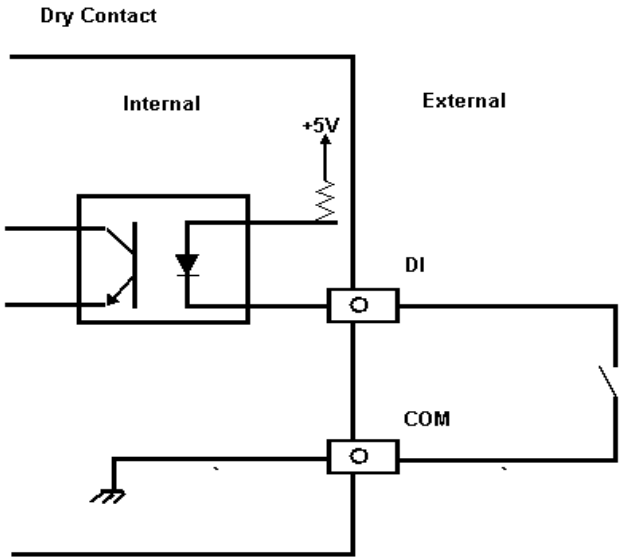 Dry Contact
Internal
External
+5V
DI
COM